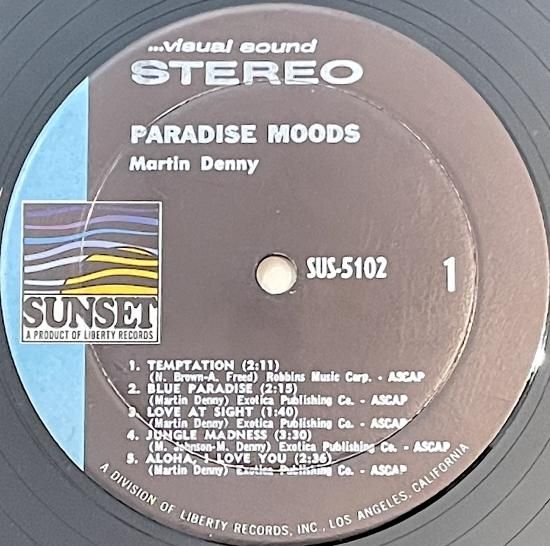 ...visual sound
STEREO
PARADISE MOODS
Martin Denny
SUNSET
A PRODUCT OF LIBERTY RECORDS
SUS-5102
1
1. TEMPTATION (2:11)
(N. Brown-A. Freed) Robbins Music Corp. - ASCAP
2. BLUE PARADISE (2:15)
(Martin Denny) Exotica Publishing Co. - ASCAP
3. LOVE AT SIGHT (1:40)
(Martin Denny) Exotica Publishing Co. - ASCAP
4. JUNGLE MADNESS (3:30)
(M. Johnson-M. Denny) Exotica Publishing Co. - ASCAP
5. ALOHA, I LOVE YOU (2:36)
(Martin Denny) Exotica Publishing Co. - ASCAP
A DIVISION OF LIBERTY RECORDS, INC., LOS ANGELES, CALIFORNIA